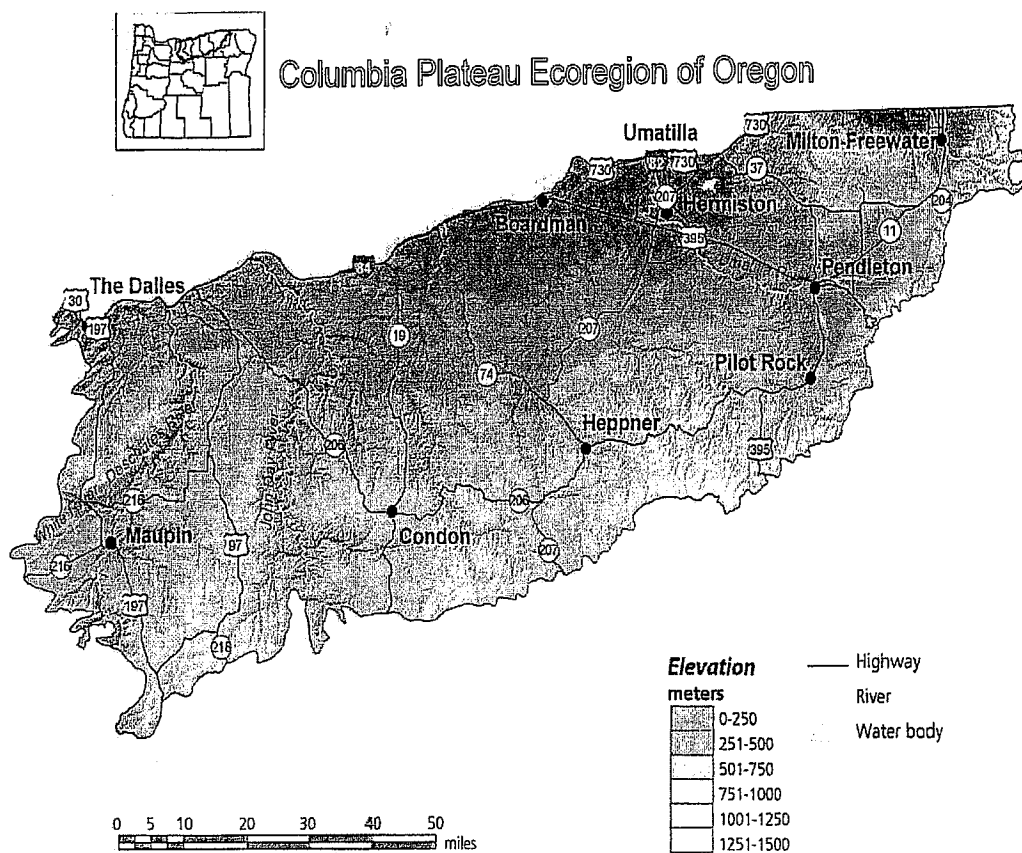 Columbia Plateau Ecoregion of Oregon
Umatilla
730
Milton-Freewater
730
82
730
37
207
Hermiston
204
Boardman
395
11
Pendleton
84
The Dalles
30
197
19
207
Pilot Rock
74
Heppner
206
395
216
206
Condon
Maupin
97
207
216
197
218
Elevation
meters
0-250
251-500
501-750
751-1000
1001-1250
1251-1500
Highway
River
Water body
0 5 10 20 30 40 50
miles